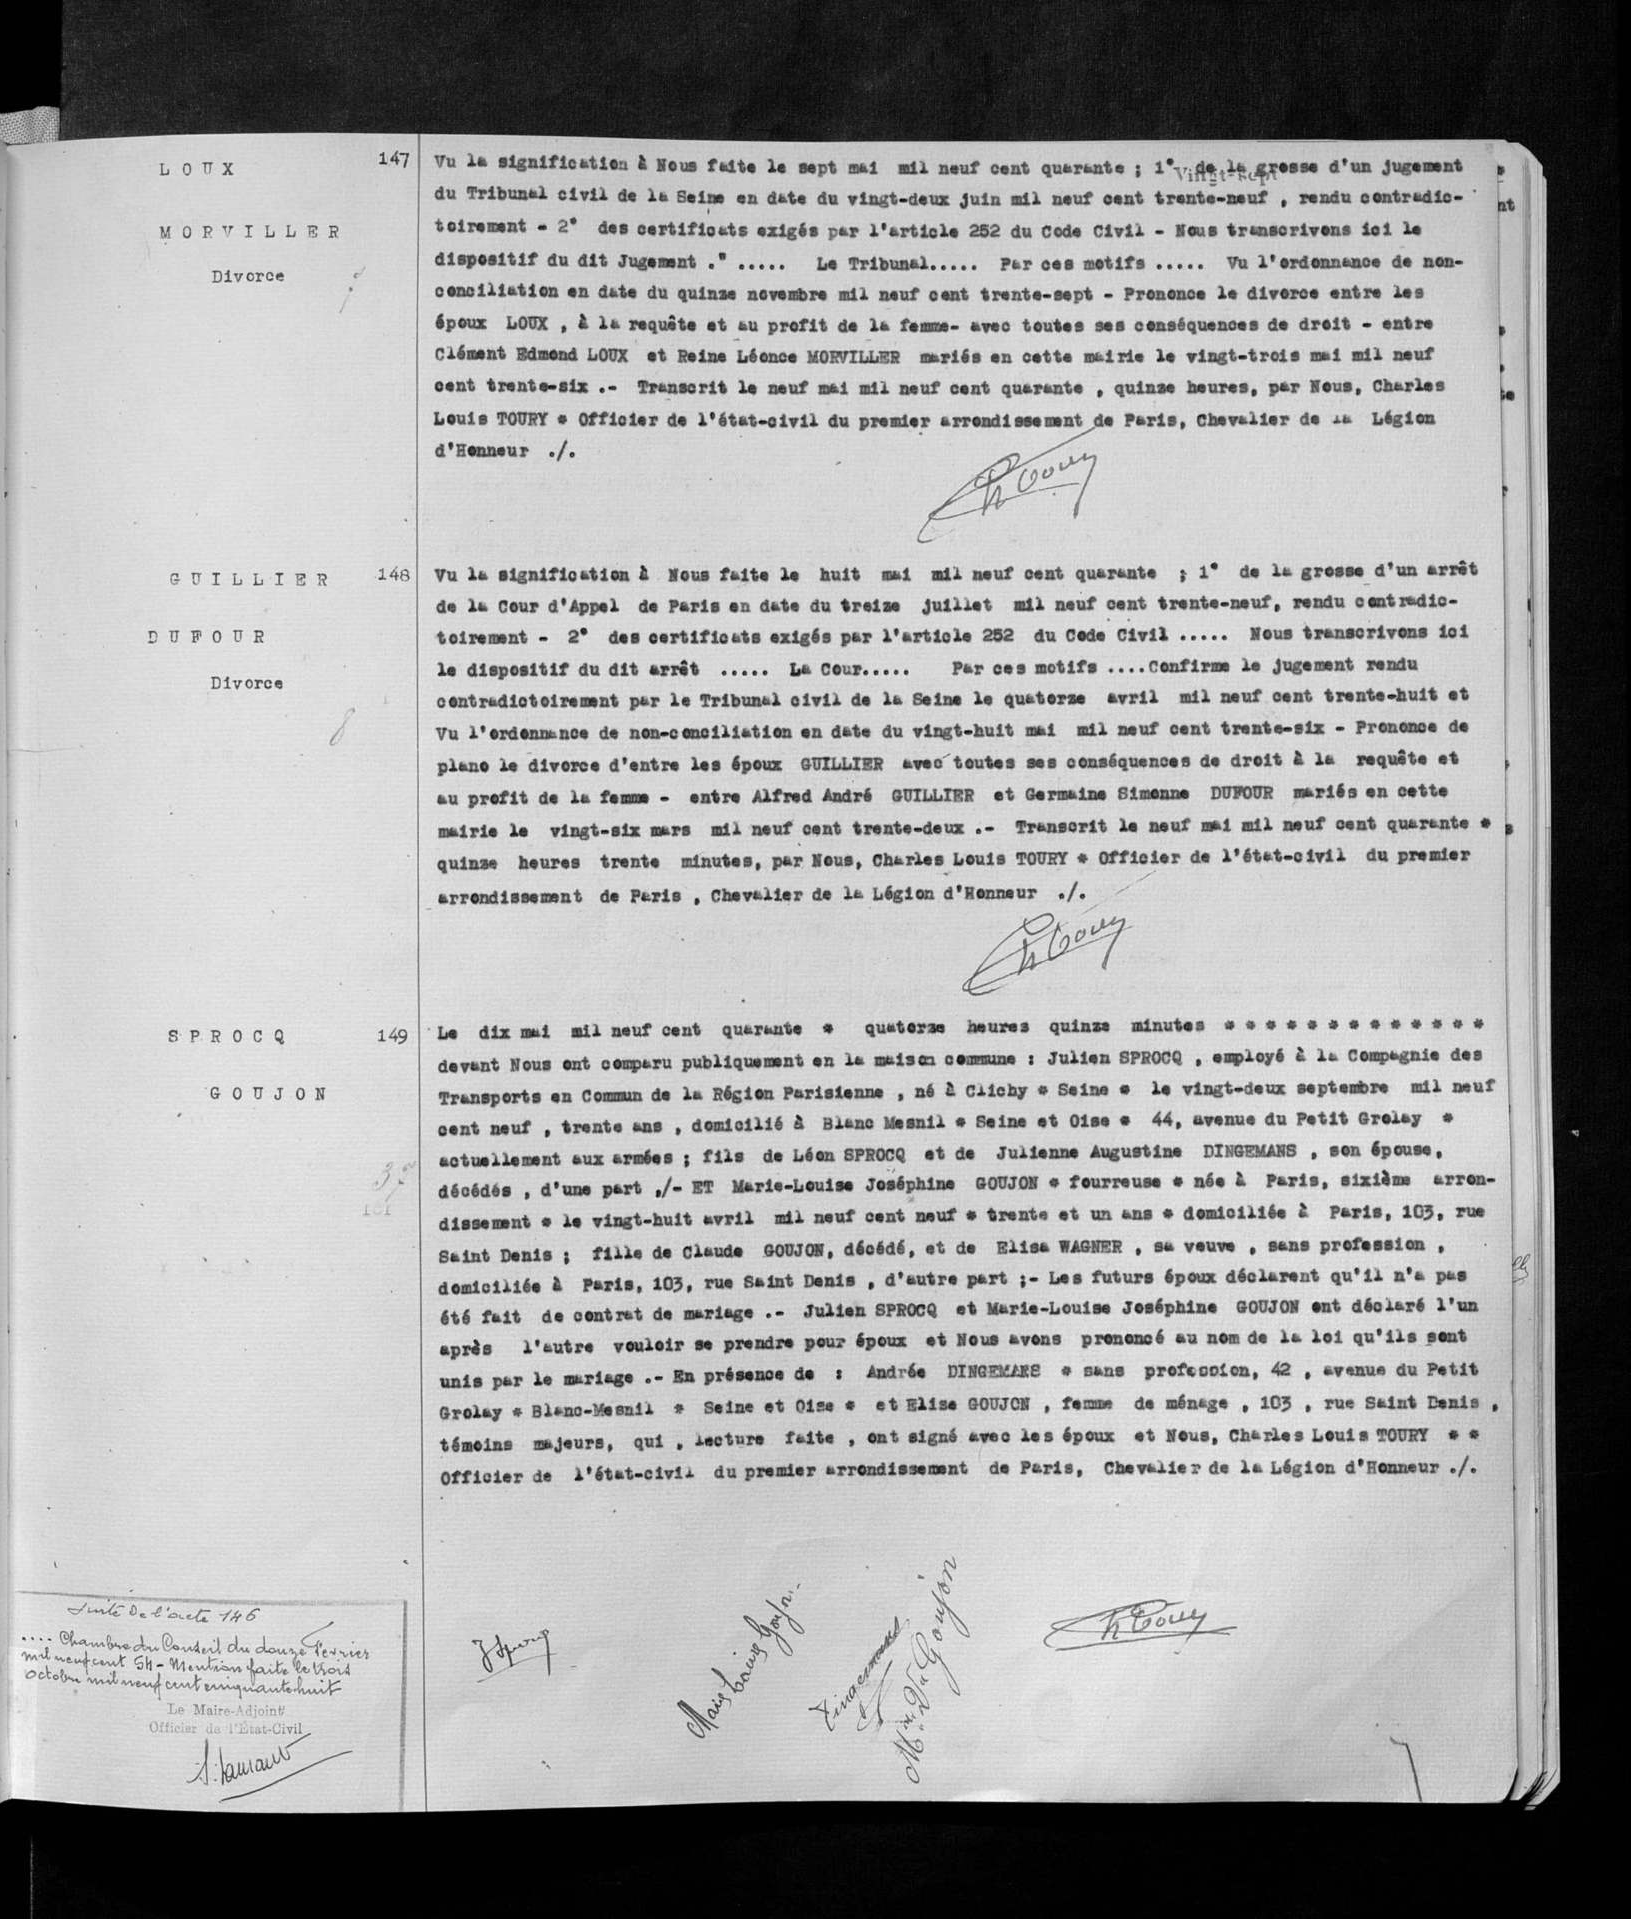 LOUX
147
MORVILLER
Divorce
Vu la signification à Nous faite le sept mai mil neuf cent quarante ; 1° de la grosse d'un jugement
Vingt-sept
du Tribunal civil de la Seine en date du vingt-deux juin mil neuf cent trente-neuf , rendu contradic-
toirement - 2° des certificats exigés par l'article 252 du Code Civil - Nous transcrivons ici le
dispositif du dit Jugement ." ..... Le Tribunal..... Par ces motifs ..... Vu l'ordonnance de non-
conciliation en date du quinze novembre mil neuf cent trente-sept - Prononce le divorce entre les
époux LOUX , à la requête et au profit de la femme- avec toutes ses conséquences de droit - entre
Clément Edmond LOUX et Reine Léonce MORVILLER mariés en cette mairie le vingt-trois mai mil neuf
cent trente-six .- Transcrit le neuf mai mil neuf cent quarante , quinze heures, par Nous, Charles
Louis TOURY * Officier de l'état-civil du premier arrondissement de Paris, Chevalier de la Légion
d'Honneur ./.
Ch Toury
GUILLIER
148
DUFOUR
Divorce
8
Vu la signification à Nous faite le huit mai mil neuf cent quarante ; 1° de la grosse d'un arrêt
de la Cour d'Appel de Paris en date du treize juillet mil neuf cent trente-neuf, rendu contradic-
toirement - 2° des certificats exigés par l'article 252 du Code Civil ..... Nous transcrivons ici
le dispositif du dit arrêt ..... La Cour..... Par ces motifs ....Confirme le jugement rendu
contradictoirement par le Tribunal civil de la Seine le quatorze avril mil neuf cent trente-huit et
Vu l'ordonnance de non-conciliation en date du vingt-huit mai mil neuf cent trente-six - Prononce de
plano le divorce d'entre les époux GUILLIER avec toutes ses conséquences de droit à la requête et
au profit de la femme - entre Alfred André GUILLIER et Germaine Simonne DUFOUR mariés en cette
mairie le vingt-six mars mil neuf cent trente-deux .- Transcrit le neuf mai mil neuf cent quarante *
quinze heures trente minutes, par Nous, Charles Louis TOURY * Officier de l'état-civil du premier
arrondissement de Paris , Chevalier de la Légion d'Honneur ./.
Ch Toury
SPROCQ
149
GOUJON
Le dix mai mil neuf cent quarante * quatorze heures quinze minutes * * * * * * * * * * * * *
devant Nous ont comparu publiquement en la maison commune : Julien SPROCQ , employé à la Compagnie des
Transports en Commun de la Région Parisienne , né à Clichy * Seine * le vingt-deux septembre mil neuf
cent neuf , trente ans , domicilié à Blanc Mesnil * Seine et Oise * 44, avenue du Petit Grolay *
actuellement aux armées ; fils de Léon SPROCQ et de Julienne Augustine DINGEMANS , son épouse,
décédés , d'une part ,/- ET Marie-Louise Joséphine GOUJON * fourreuse * née à Paris, sixième arron-
dissement * le vingt-huit avril mil neuf cent neuf * trente et un ans * domiciliée à Paris, 103, rue
Saint Denis ; fille de Claude GOUJON, décédé, et de Elisa WAGNER , sa veuve , sans profession ,
domiciliée à Paris, 103, rue Saint Denis , d'autre part ;- Les futurs époux déclarent qu'il n'a pas
été fait de contrat de mariage .- Julien SPROCQ et Marie-Louise Joséphine GOUJON ont déclaré l'un
après l'autre vouloir se prendre pour époux et Nous avons prononcé au nom de la loi qu'ils sont
unis par le mariage .- En présence de : Andrée DINGEMANS * sans profession, 42 , avenue du Petit
Grolay * Blanc-Mesnil * Seine et Oise * et Elise GOUJON , femme de ménage , 103 , rue Saint Denis ,
témoins majeurs, qui , lecture faite , ont signé avec les époux et Nous, Charles Louis TOURY * *
Officier de l'état-civil du premier arrondissement de Paris, Chevalier de la Légion d'Honneur ./.
J Sprocq
Marie Louise Goujon
Dingemans
Goujon
Ch Toury
Suite de l'acte 146
.... Chambre du Conseil du douze Fevrier
mil neuf cent 54 - Mention faite le trois
Octobre mil neuf cent cinquante huit
Le Maire-Adjoint
Officier de l'État-Civil